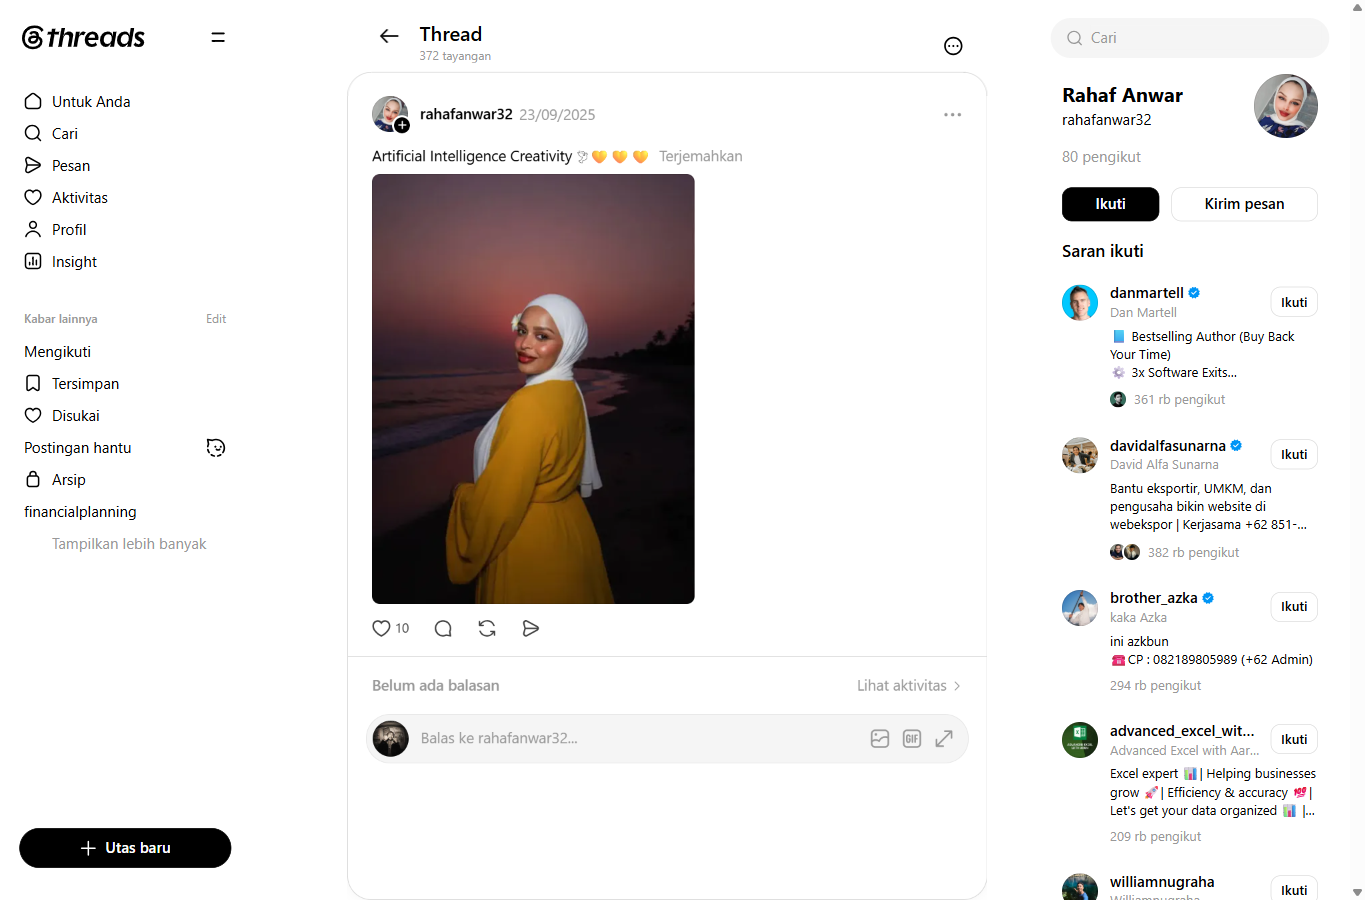 threads
Untuk Anda
Cari
Pesan
Aktivitas
Profil
Insight
Kabar lainnya
Edit
Mengikuti
Tersimpan
Disukai
Postingan hantu
Arsip
financialplanning
Tampilkan lebih banyak
Utas baru
Thread
372 tayangan
rahafanwar32 23/09/2025
Artificial Intelligence Creativity 🕊️💛💛💛 Terjemahkan
10
Belum ada balasan
Lihat aktivitas
Balas ke rahafanwar32...
GIF
Cari
Rahaf Anwar
rahafanwar32
80 pengikut
Ikuti
Kirim pesan
Saran ikuti
danmartell
Ikuti
Dan Martell
📘 Bestselling Author (Buy Back
Your Time)
⚙️ 3x Software Exits...
361 rb pengikut
davidalfasunarna
Ikuti
David Alfa Sunarna
Bantu eksportir, UMKM, dan
pengusaha bikin website di
webekspor | Kerjasama +62 851-...
382 rb pengikut
brother_azka
Ikuti
kaka Azka
ini azkbun
☎️CP : 082189805989 (+62 Admin)
294 rb pengikut
advanced_excel_wit...
Ikuti
Advanced Excel with Aar...
Excel expert 📊| Helping businesses
grow 🚀| Efficiency & accuracy 💯|
Let's get your data organized 📊 |...
209 rb pengikut
williamnugraha
Ikuti
Williamnugraha